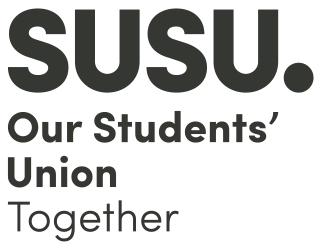 SUSU.
Our Students’
Union
Together